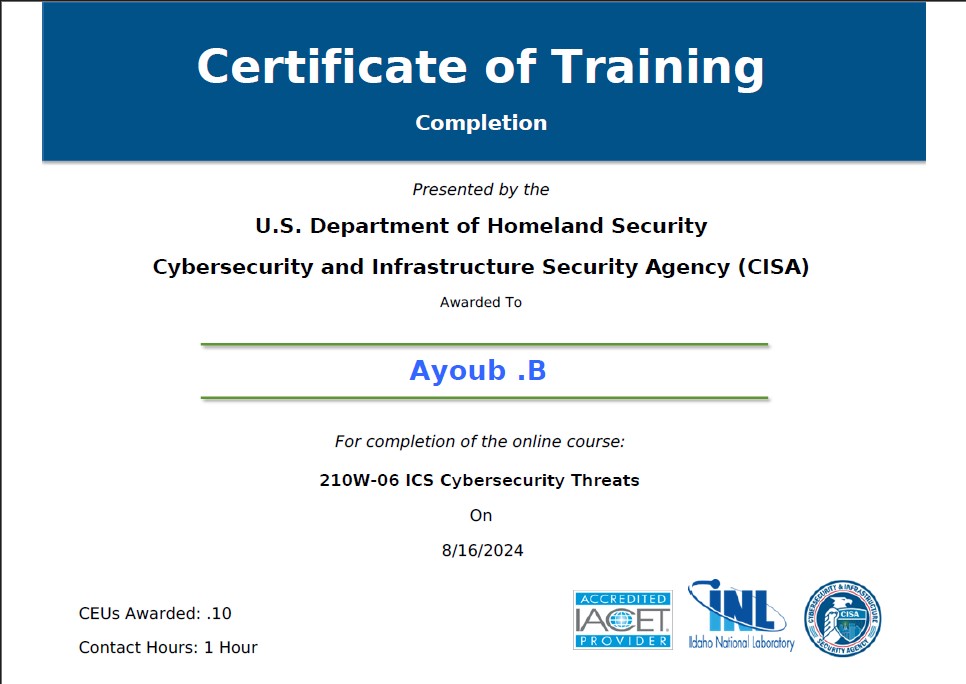 Certificate of Training
Completion
Presented by the
U.S. Department of Homeland Security
Cybersecurity and Infrastructure Security Agency (CISA)
Awarded To
Ayoub .B
For completion of the online course:
210W-06 ICS Cybersecurity Threats
On
8/16/2024
CEUs Awarded: .10
Contact Hours: 1 Hour
ACCREDITED
IACET
PROVIDER
INL
Idaho National Laboratory
CYBERSECURITY & INFRASTRUCTURE
CISA
SECURITY AGENCY